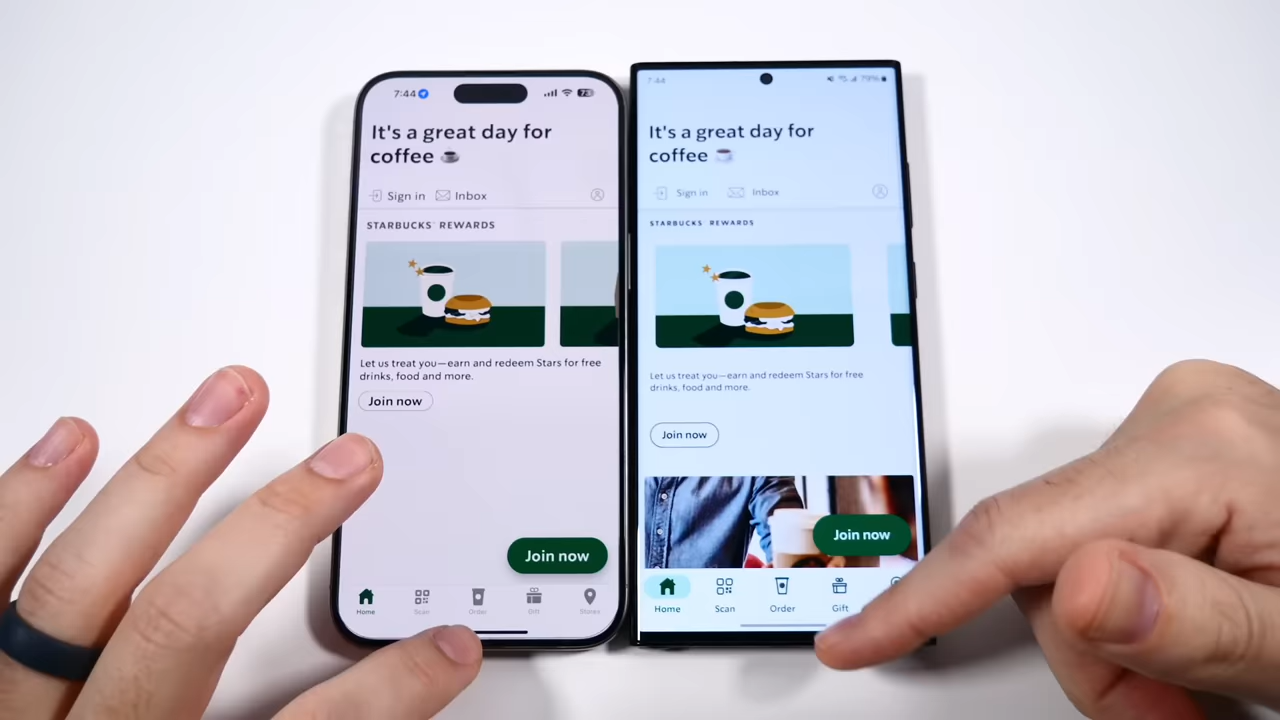 7:44
73
It's a great day for
coffee
Sign in
Inbox
STARBUCKS® REWARDS
Let us treat you—earn and redeem Stars for free
drinks, food and more.
Join now
Join now
Home
Scan
Order
Gift
Stores
7:44
79%
It's a great day for
coffee
Sign in
Inbox
STARBUCKS® REWARDS
Let us treat you—earn and redeem Stars for free
drinks, food and more.
Join now
Join now
Home
Scan
Order
Gift